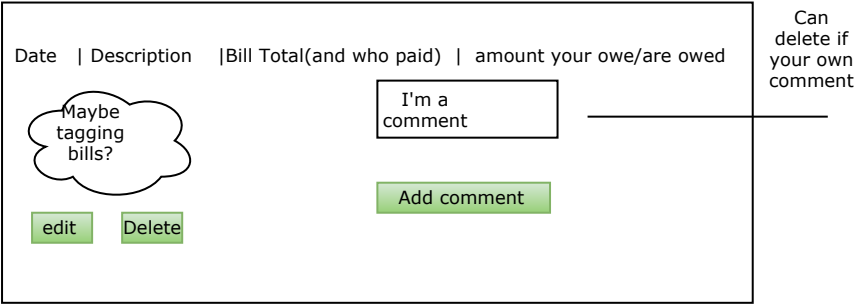 Date | Description |Bill Total(and who paid) | amount your owe/are owed
Maybe
tagging
bills?
edit
Delete
I'm a
comment
Add comment
Can
delete if
your own
comment